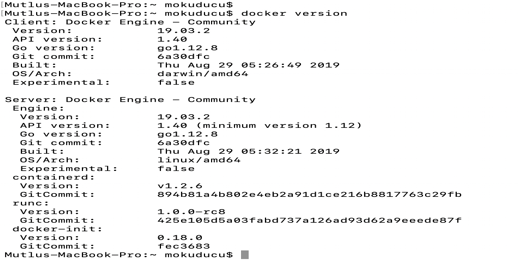 Mutlus-MacBook-Pro:~ mokuducu$
Mutlus-MacBook-Pro:~ mokuducu$ docker version
Client: Docker Engine – Community
 Version:           19.03.2
 API version:       1.40
 Go version:        go1.12.8
 Git commit:        6a30dfc
 Built:             Thu Aug 29 05:26:49 2019
 OS/Arch:           darwin/amd64
 Experimental:      false

Server: Docker Engine – Community
 Engine:
  Version:          19.03.2
  API version:      1.40 (minimum version 1.12)
  Go version:       go1.12.8
  Git commit:       6a30dfc
  Built:            Thu Aug 29 05:32:21 2019
  OS/Arch:          linux/amd64
  Experimental:     false
 containerd:
  Version:          v1.2.6
  GitCommit:        894b81a4b802e4eb2a91d1ce216b8817763c29fb
 runc:
  Version:          1.0.0-rc8
  GitCommit:        425e105d5a03fabd737a126ad93d62a9eeede87f
 docker-init:
  Version:          0.18.0
  GitCommit:        fec3683
Mutlus-MacBook-Pro:~ mokuducu$